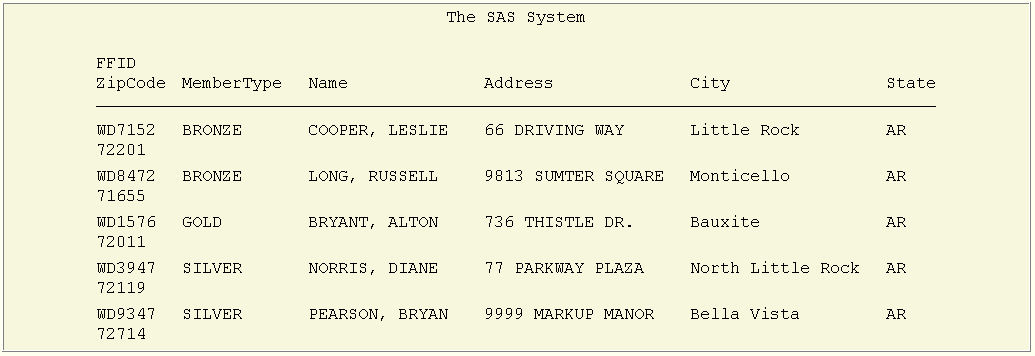 The SAS System
FFID
ZipCode MemberType Name Address City State
WD7152 BRONZE COOPER, LESLIE 66 DRIVING WAY Little Rock AR
72201
WD8472 BRONZE LONG, RUSSELL 9813 SUMTER SQUARE Monticello AR
71655
WD1576 GOLD BRYANT, ALTON 736 THISTLE DR. Bauxite AR
72011
WD3947 SILVER NORRIS, DIANE 77 PARKWAY PLAZA North Little Rock AR
72119
WD9347 SILVER PEARSON, BRYAN 9999 MARKUP MANOR Bella Vista AR
72714